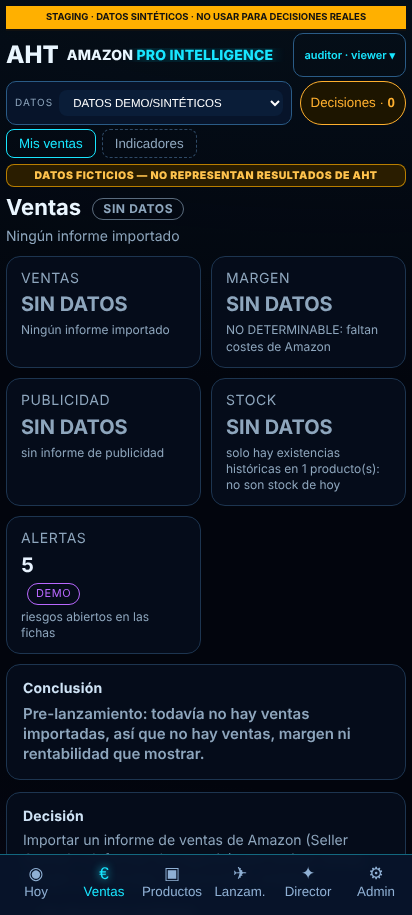 STAGING · DATOS SINTÉTICOS · NO USAR PARA DECISIONES REALES
AHT AMAZON PRO INTELLIGENCE
auditor · viewer ▾
DATOS DATOS DEMO/SINTÉTICOS
Decisiones · 0
Mis ventas Indicadores
DATOS FICTICIOS — NO REPRESENTAN RESULTADOS DE AHT
Ventas SIN DATOS
Ningún informe importado
VENTAS
SIN DATOS
Ningún informe importado
MARGEN
SIN DATOS
NO DETERMINABLE: faltan
costes de Amazon
PUBLICIDAD
SIN DATOS
sin informe de publicidad
STOCK
SIN DATOS
solo hay existencias
históricas en 1 producto(s):
no son stock de hoy
ALERTAS
5
DEMO
riesgos abiertos en las
fichas
Conclusión
Pre-lanzamiento: todavía no hay ventas
importadas, así que no hay ventas, margen ni
rentabilidad que mostrar.
Decisión
Importar un informe de ventas de Amazon (Seller
Hoy Ventas Productos Lanzam. Director Admin